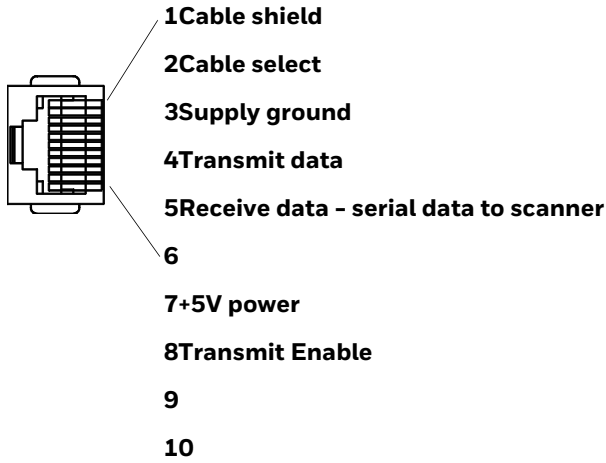 1Cable shield
2Cable select
3Supply ground
4Transmit data
5Receive data – serial data to scanner
6
7+5V power
8Transmit Enable
9
10